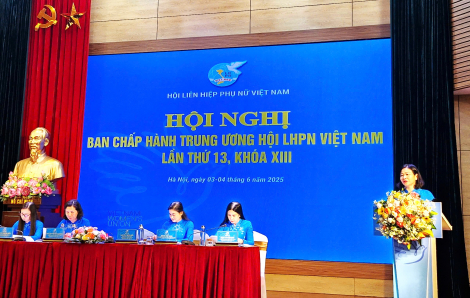 HỘI LIÊN HIỆP PHỤ NỮ VIỆT NAM
HỘI NGHỊ
BAN CHẤP HÀNH TRUNG ƯƠNG HỘI LHPN VIỆT NAM
LẦN THỨ 13, KHÓA XIII
Hà Nội, ngày 03-04 tháng 6 năm 2025